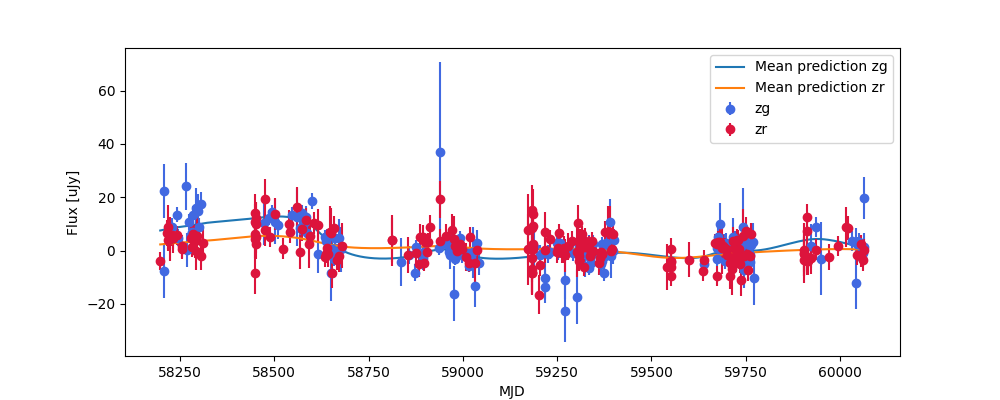 Mean prediction zg
Mean prediction zr
zg
zr
Flux [uJy]
60
40
20
0
−20
58250 58500 58750 59000 59250 59500 59750 60000
MJD